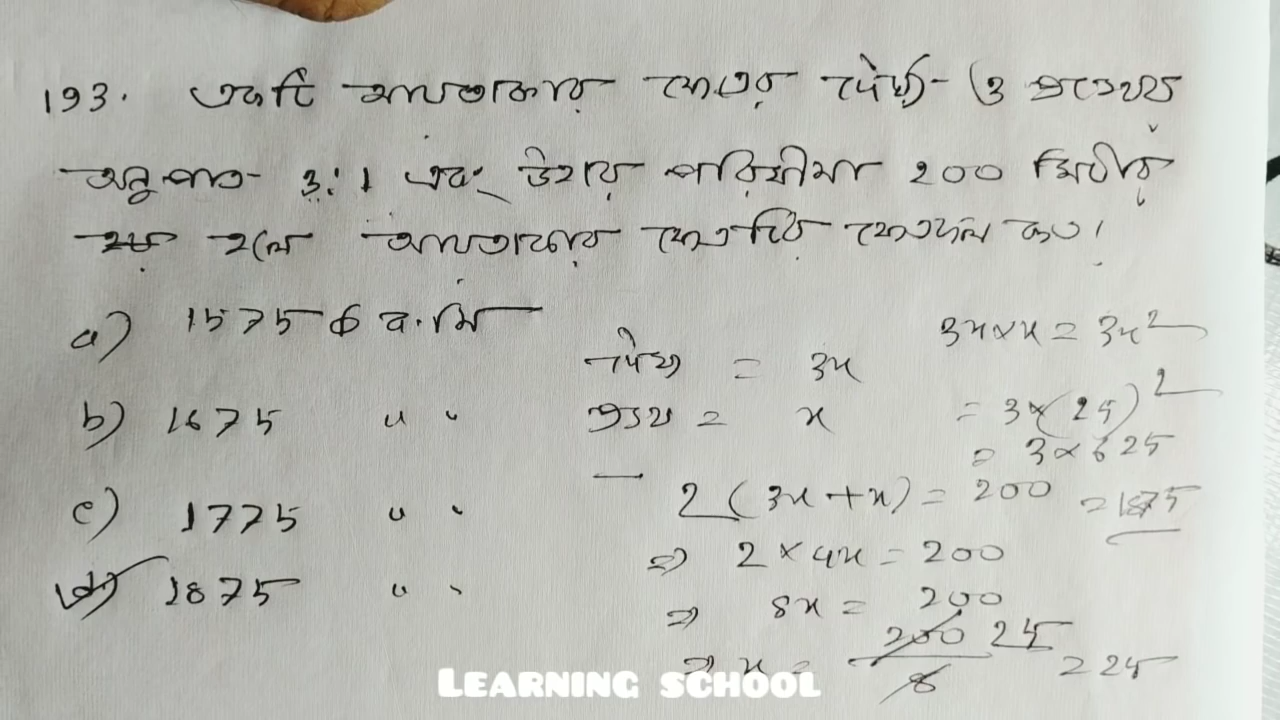 193. একটি আয়তাকার ক্ষেত্রের দৈর্ঘ্য ও প্রস্থের
অনুপাত 3:1 এবং উহার পরিসীমা 200 মিটার
হলে আয়তাকার ক্ষেত্রটির ক্ষেত্রফল কত।
a) 1575 ব.মি
b) 1675 " "
c) 1775 " "
d) 1875 " "
দৈর্ঘ্য = 3x
প্রস্থ = x
2(3x+x) = 200
⇒ 2×4x = 200
⇒ 8x = 200
⇒ x = 200/8 25 = 25
3x×x = 3x²
= 3×(25)²
= 3×625
= 1875
LEARNING SCHOOL